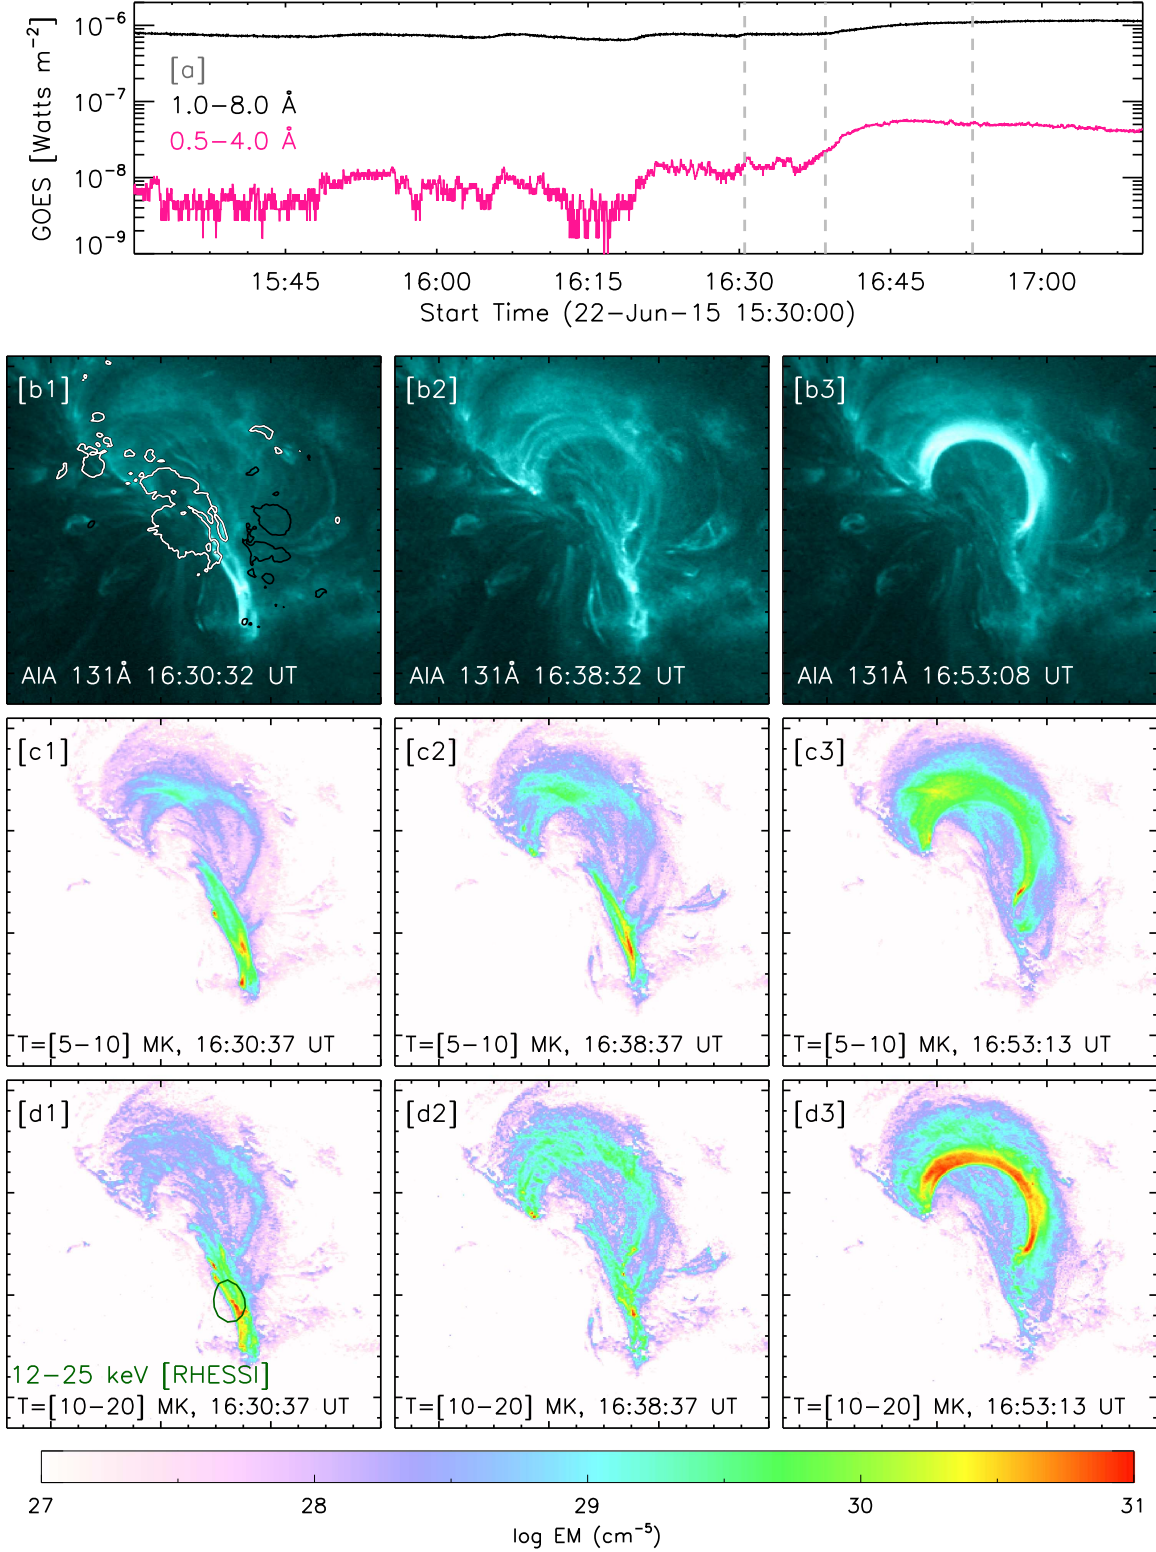 10⁻⁶
10⁻⁷
10⁻⁸
10⁻⁹
GOES [Watts m⁻²]
[a]
1.0−8.0 Å
0.5−4.0 Å
15:45 16:00 16:15 16:30 16:45 17:00
Start Time (22−Jun−15 15:30:00)
[b1] [b2] [b3]
AIA 131Å 16:30:32 UT AIA 131Å 16:38:32 UT AIA 131Å 16:53:08 UT
[c1] [c2] [c3]
T=[5−10] MK, 16:30:37 UT T=[5−10] MK, 16:38:37 UT T=[5−10] MK, 16:53:13 UT
[d1] [d2] [d3]
12−25 keV [RHESSI]
T=[10−20] MK, 16:30:37 UT T=[10−20] MK, 16:38:37 UT T=[10−20] MK, 16:53:13 UT
27 28 29 30 31
log EM (cm⁻⁵)